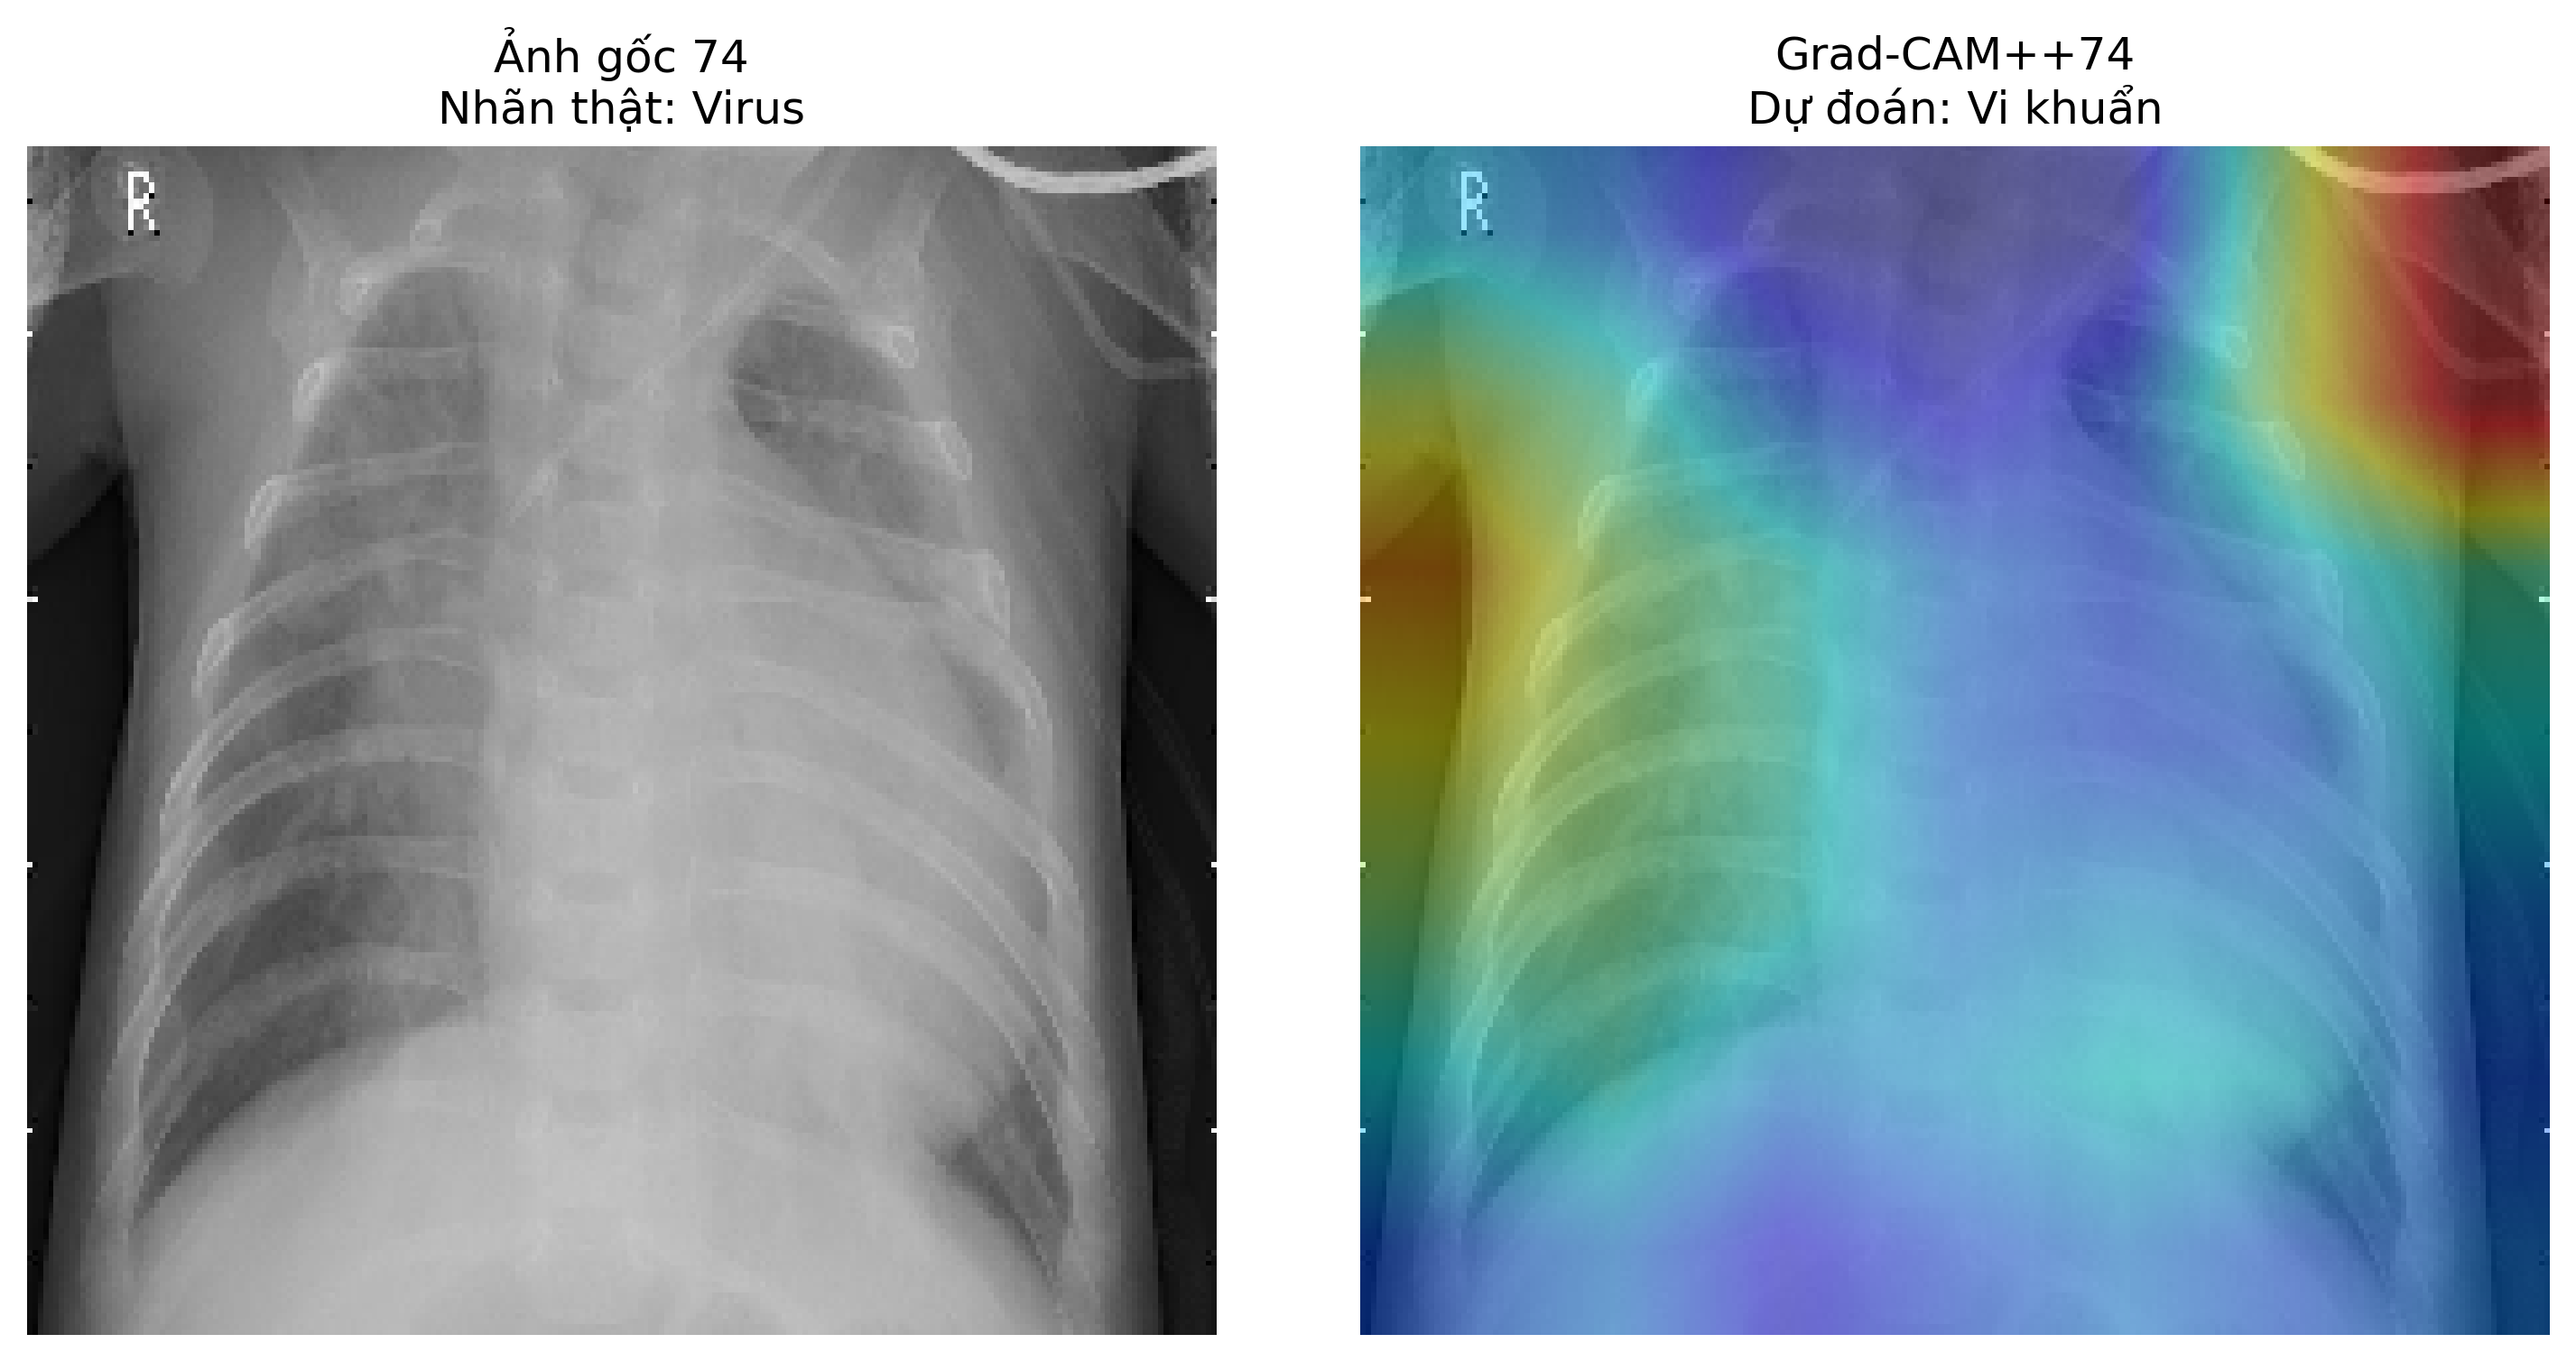 Ảnh gốc 74
Nhãn thật: Virus
R
Grad-CAM++74
Dự đoán: Vi khuẩn
R